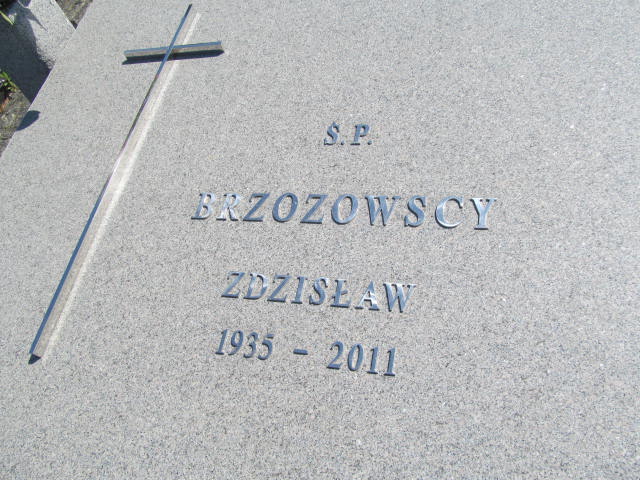 Ś.P.
BRZOZOWSCY
ZDZISŁAW
1935 - 2011